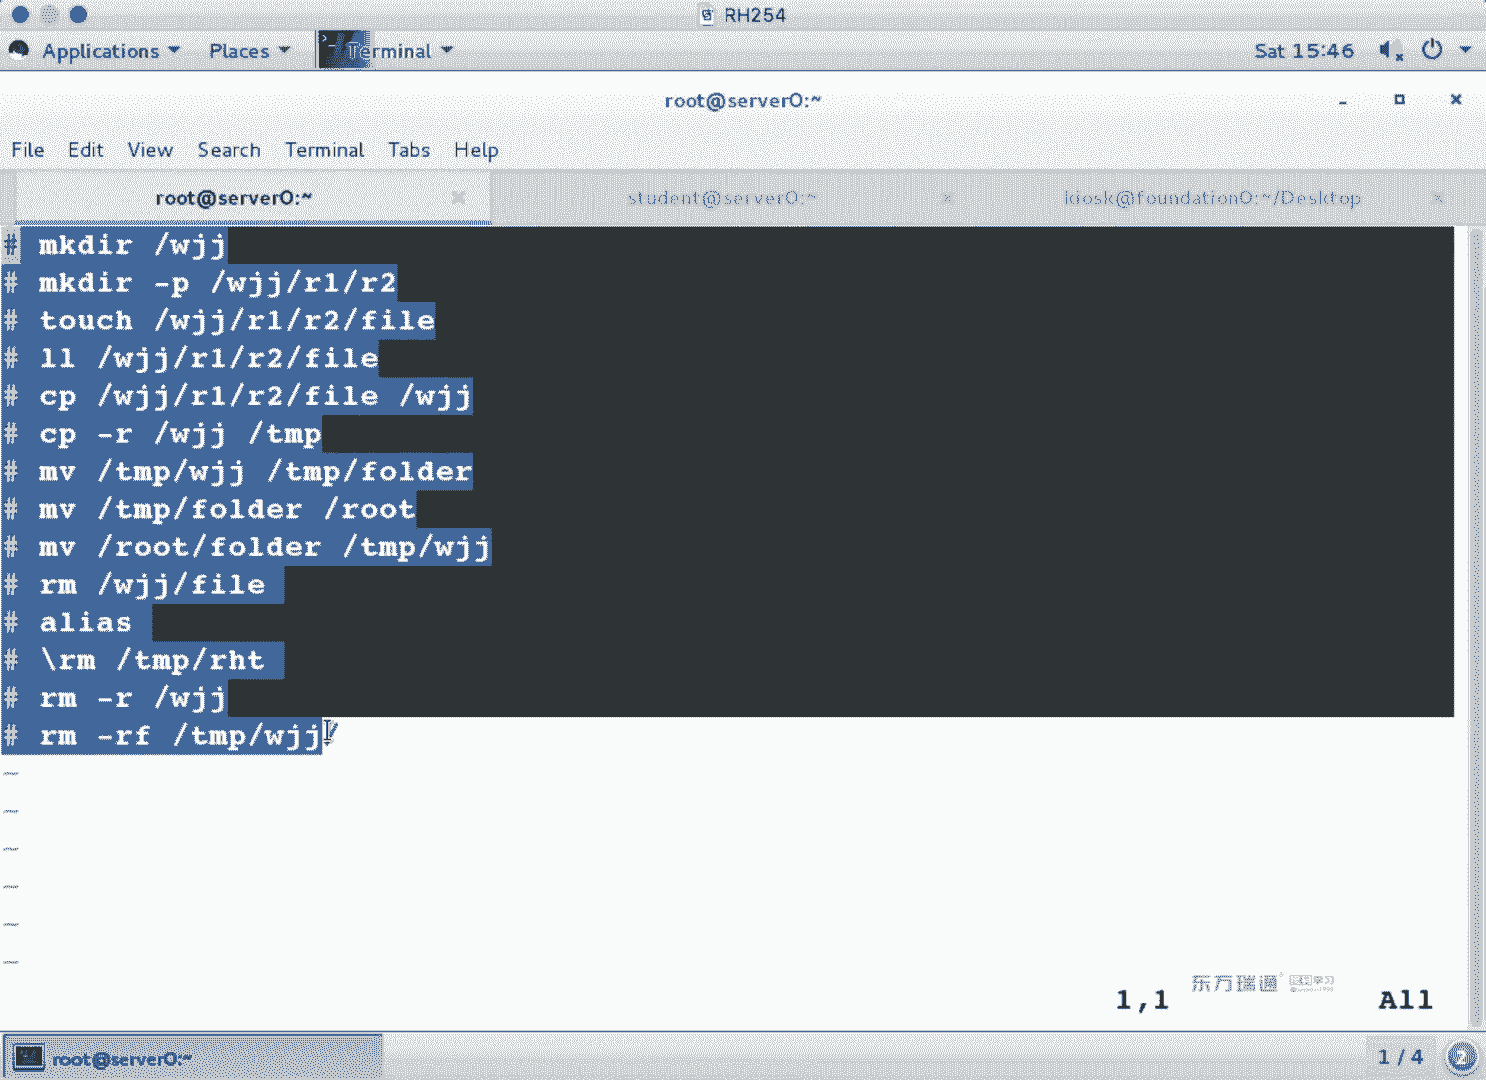 RH254
Applications Places Terminal Sat 15:46
root@server0:~
File Edit View Search Terminal Tabs Help
root@server0:~ student@server0:~ kiosk@foundation0:~/Desktop
# mkdir /wjj
# mkdir -p /wjj/r1/r2
# touch /wjj/r1/r2/file
# ll /wjj/r1/r2/file
# cp /wjj/r1/r2/file /wjj
# cp -r /wjj /tmp
# mv /tmp/wjj /tmp/folder
# mv /tmp/folder /root
# mv /root/folder /tmp/wjj
# rm /wjj/file
# alias
# \rm /tmp/rht
# rm -r /wjj
# rm -rf /tmp/wjj/
~
~
~
~
~
~
东方瑞通
1,1 All
root@server0:~ 1 / 4 2